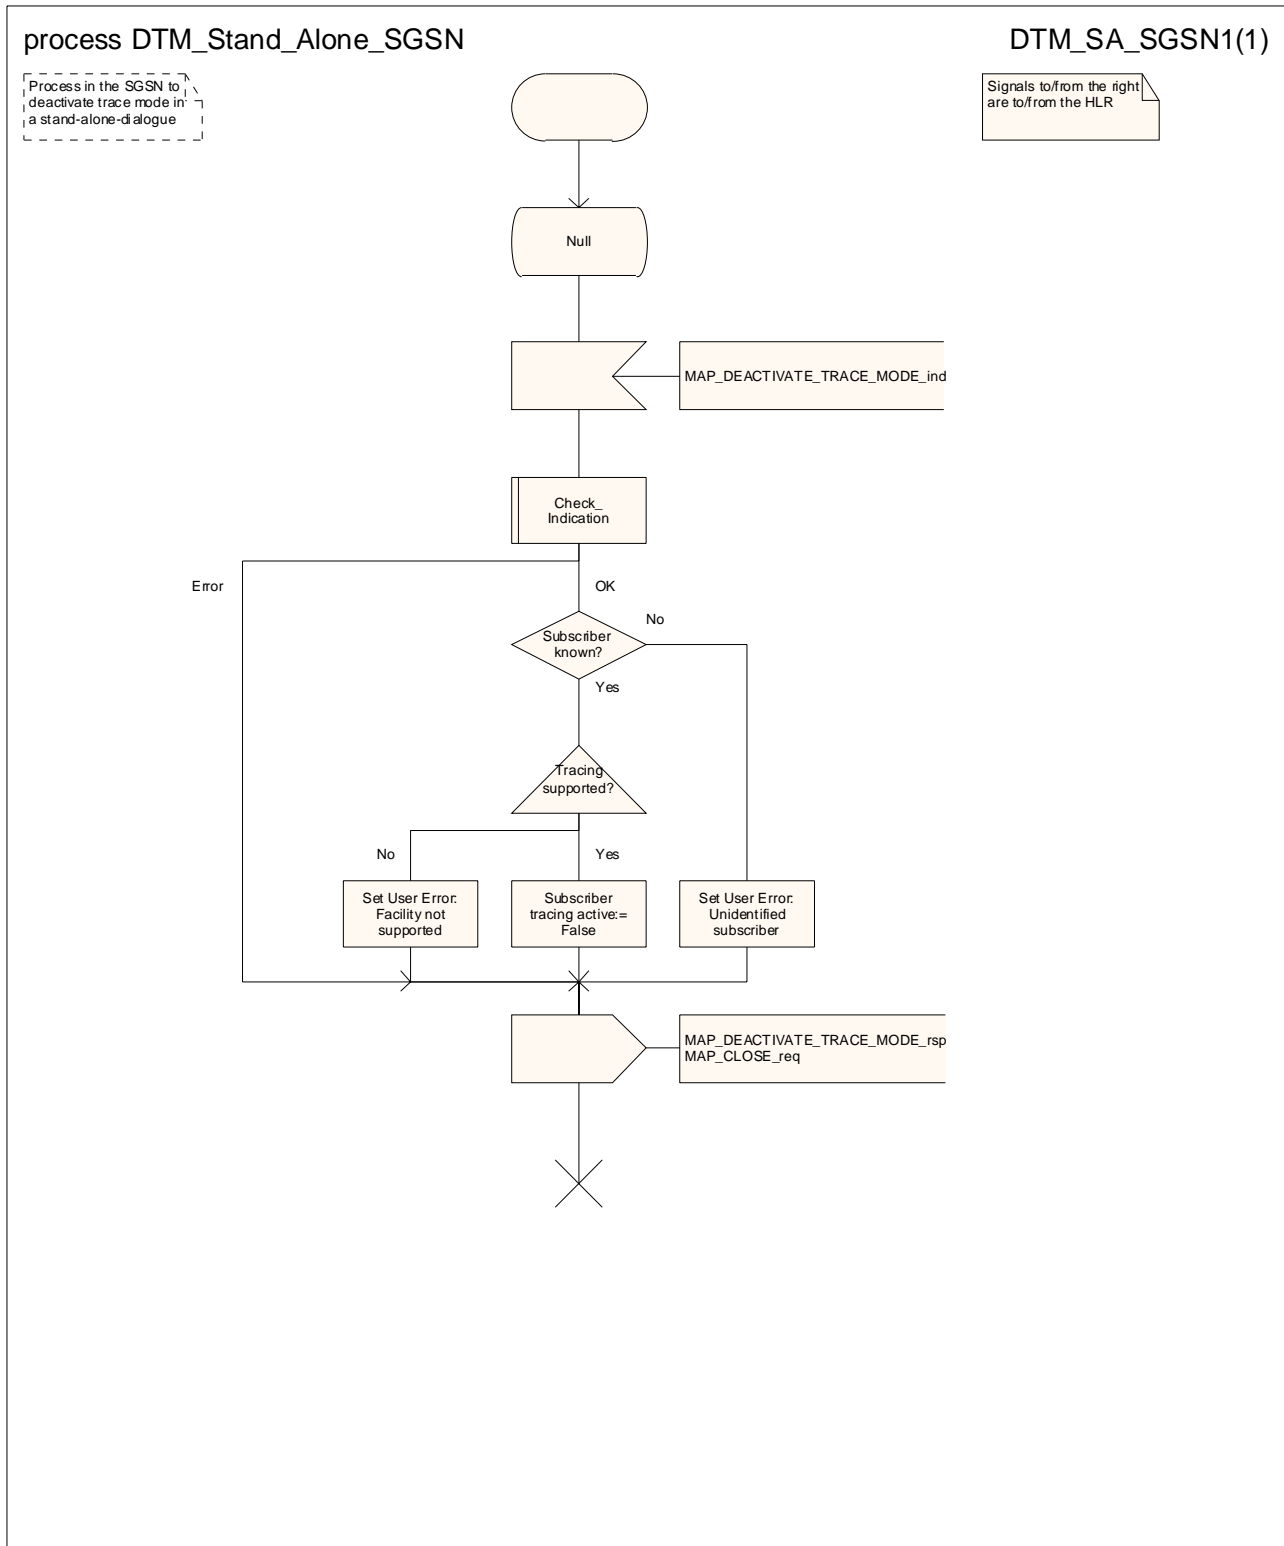 process DTM_Stand_Alone_SGSN
DTM_SA_SGSN1(1)
Process in the SGSN to
deactivate trace mode in
a stand-alone-dialogue
Signals to/from the right
are to/from the HLR
Null
MAP_DEACTIVATE_TRACE_MODE_ind
Check_
Indication
Error
OK
Subscriber
known?
No
Yes
Tracing
supported?
No
Yes
Set User Error:
Facility not
supported
Subscriber
tracing active:=
False
Set User Error:
Unidentified
subscriber
MAP_DEACTIVATE_TRACE_MODE_rsp
MAP_CLOSE_req